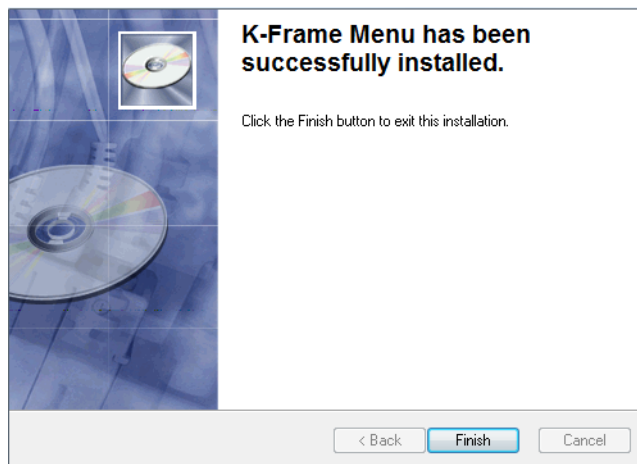 K-Frame Menu has been
successfully installed.
Click the Finish button to exit this installation.
< Back
Finish
Cancel